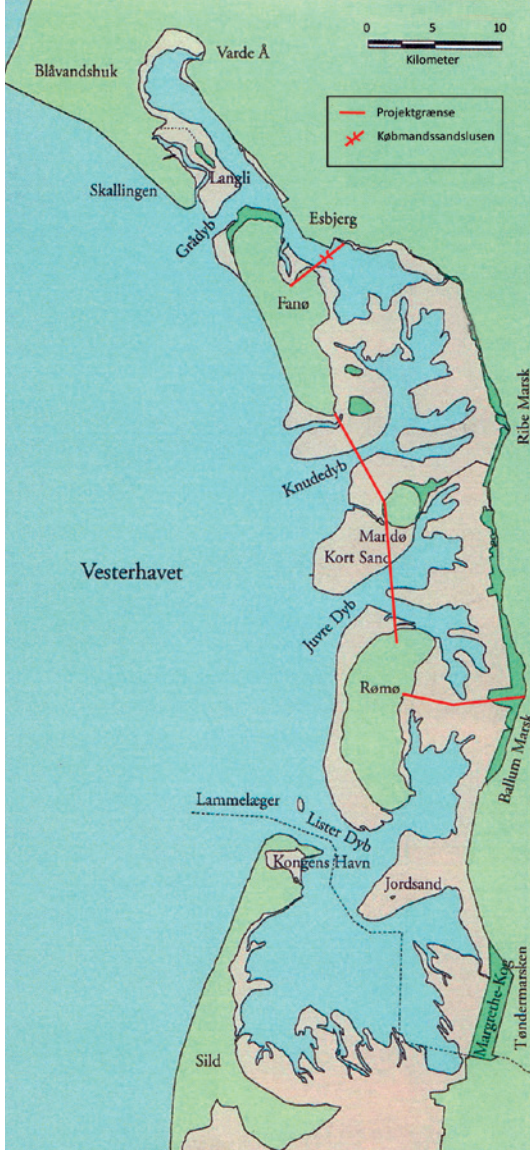 Varde Å
0 5 10
Kilometer
Blåvandshuk
Projektgrænse
Købmandssandslusen
Langli
Skallingen
Grådyb
Esbjerg
Fanø
Ribe Marsk
Knudedyb
Mandø
Kort Sand
Vesterhavet
Juvre Dyb
Rømø
Ballum Marsk
Lammelæger
Lister Dyb
Kongens Havn
Jordsand
Margrethe-Kog
Tøndermarsken
Sild